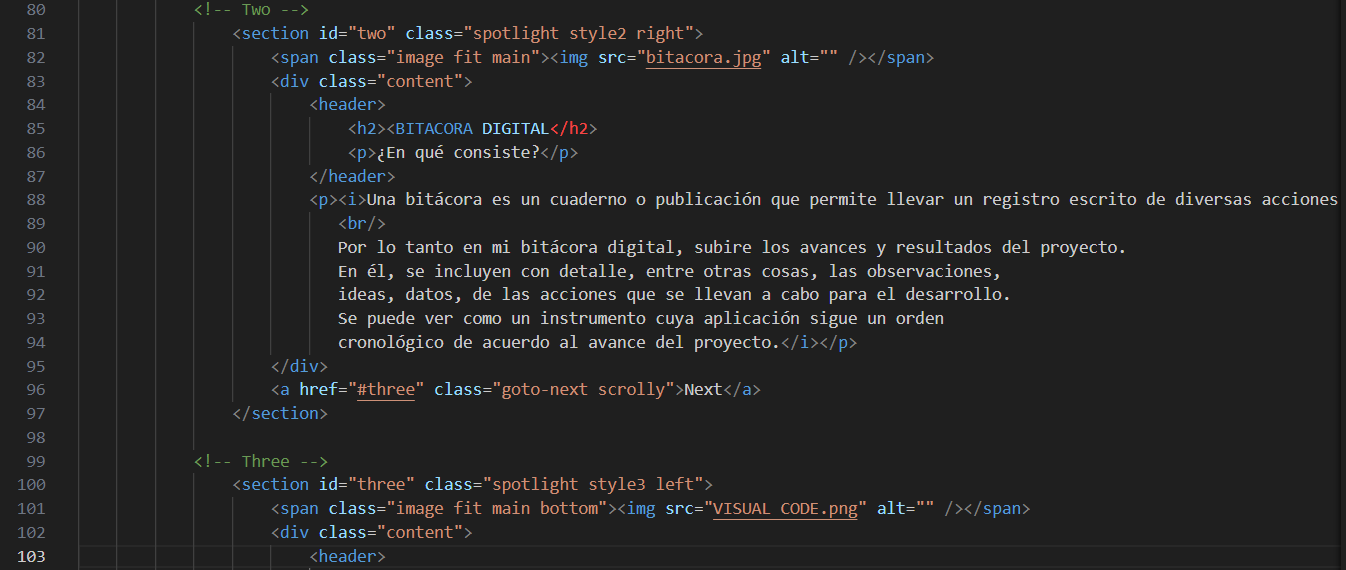 80 <!-- Two -->
81 <section id="two" class="spotlight style2 right">
82 <span class="image fit main"><img src="bitacora.jpg" alt="" /></span>
83 <div class="content">
84 <header>
85 <h2><BITACORA DIGITAL</h2>
86 <p>¿En qué consiste?</p>
87 </header>
88 <p><i>Una bitácora es un cuaderno o publicación que permite llevar un registro escrito de diversas acciones
89 <br/>
90 Por lo tanto en mi bitácora digital, subire los avances y resultados del proyecto.
91 En él, se incluyen con detalle, entre otras cosas, las observaciones,
92 ideas, datos, de las acciones que se llevan a cabo para el desarrollo.
93 Se puede ver como un instrumento cuya aplicación sigue un orden
94 cronológico de acuerdo al avance del proyecto.</i></p>
95 </div>
96 <a href="#three" class="goto-next scrolly">Next</a>
97 </section>
98
99 <!-- Three -->
100 <section id="three" class="spotlight style3 left">
101 <span class="image fit main bottom"><img src="VISUAL CODE.png" alt="" /></span>
102 <div class="content">
103 <header>